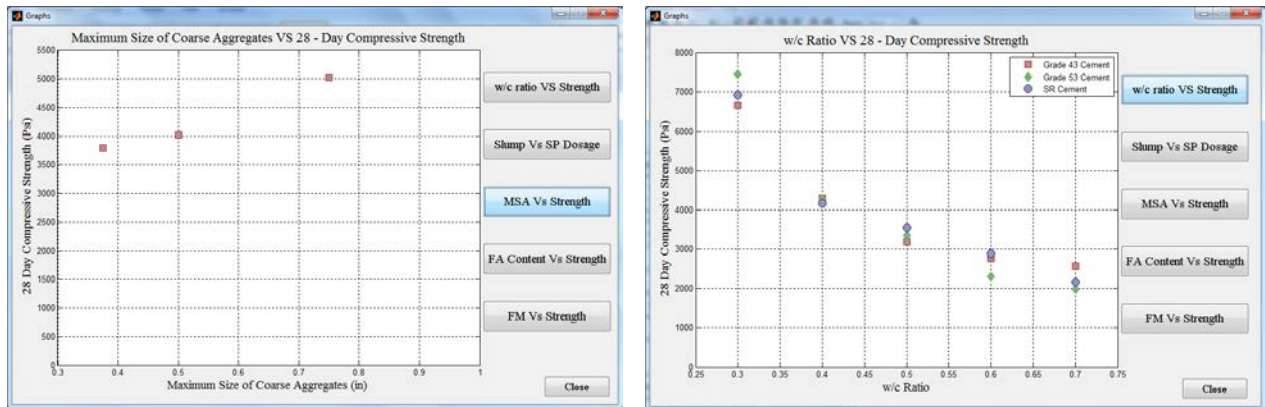 Graphs
Maximum Size of Coarse Aggregates VS 28 - Day Compressive Strength
28 Day Compressive Strength (Psi)
5500
5000
4500
4000
3500
3000
2500
2000
1500
1000
500
0
0.3 0.4 0.5 0.6 0.7 0.8 0.9 1
Maximum Size of Coarse Aggregates (in)
w/c ratio VS Strength
Slump Vs SP Dosage
MSA Vs Strength
FA Content Vs Strength
FM Vs Strength
Close
Graphs
w/c Ratio VS 28 - Day Compressive Strength
28 Day Compressive Strength (Psi)
8000
7000
6000
5000
4000
3000
2000
1000
0
0.25 0.3 0.35 0.4 0.45 0.5 0.55 0.6 0.65 0.7 0.75
w/c Ratio
Grade 43 Cement
Grade 53 Cement
SR Cement
w/c ratio VS Strength
Slump Vs SP Dosage
MSA Vs Strength
FA Content Vs Strength
FM Vs Strength
Close